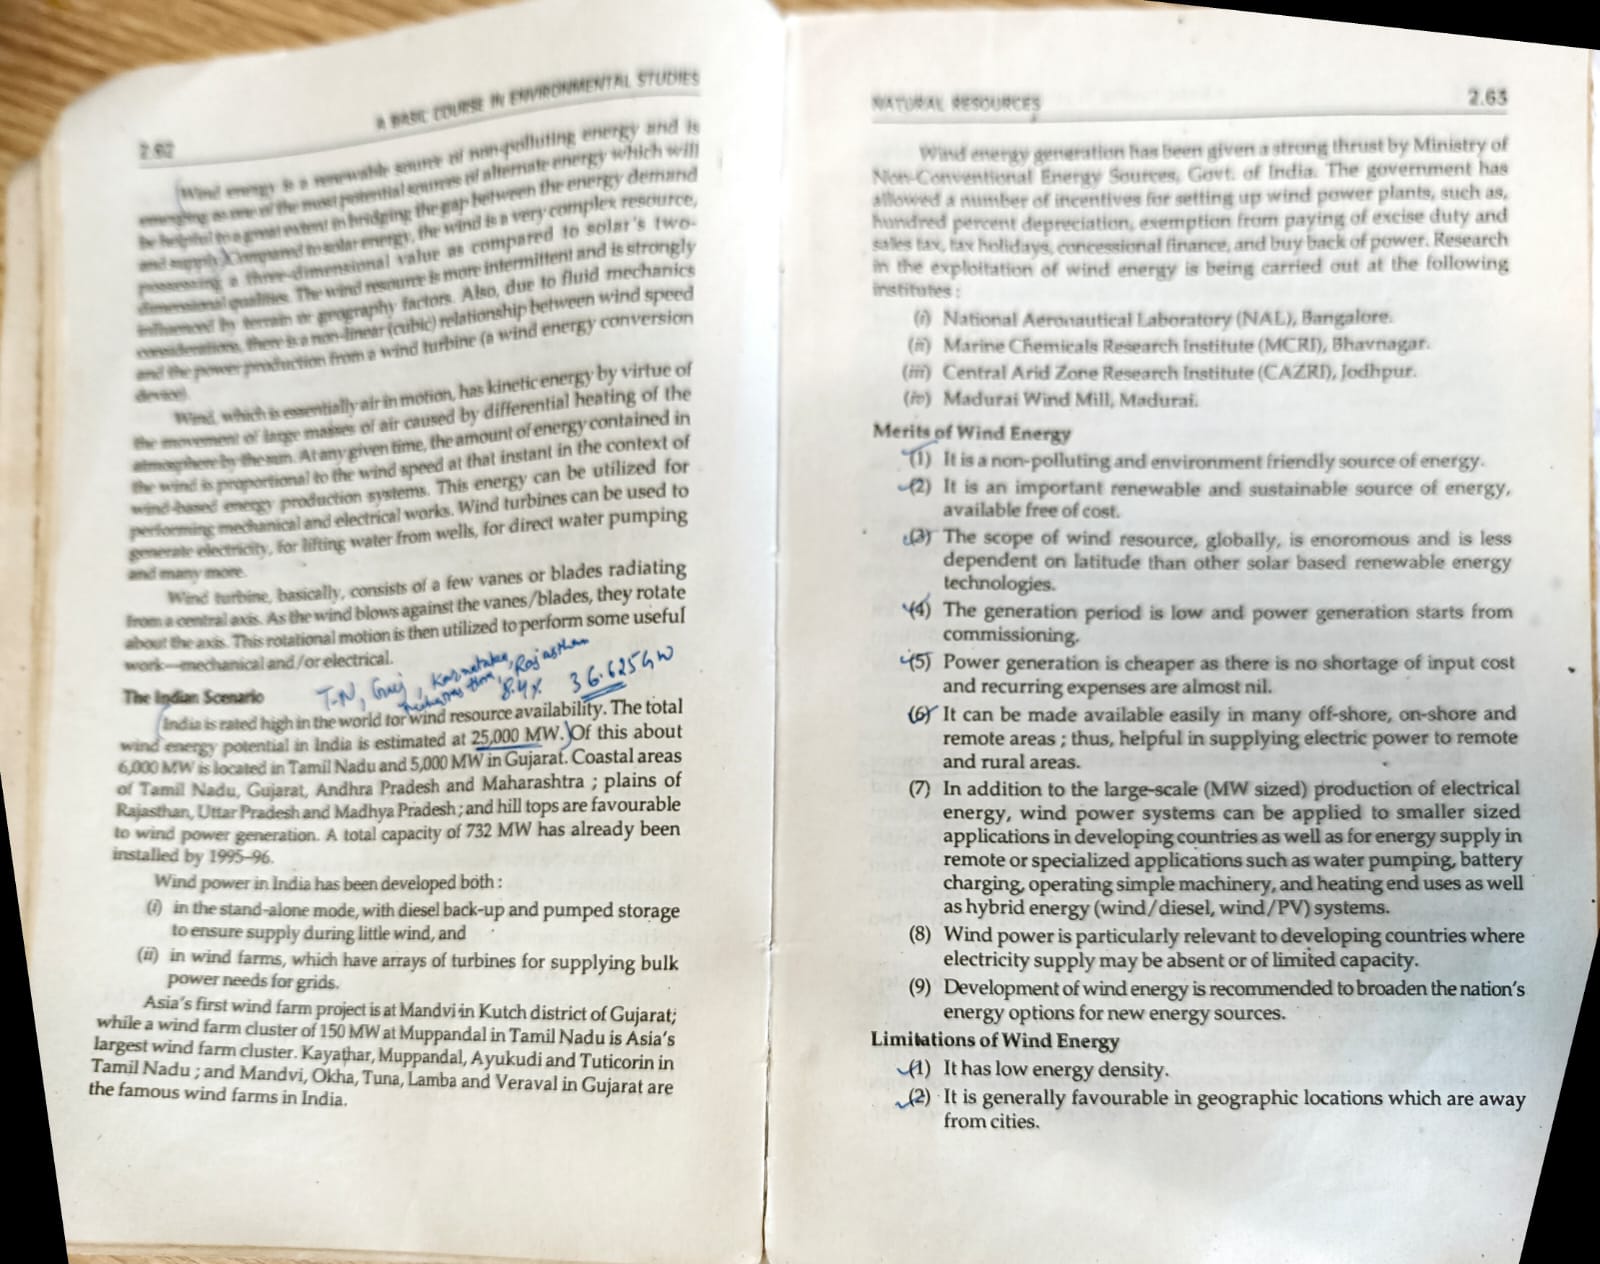 2.62
A BASIC COURSE IN ENVIRONMENTAL STUDIES
Wind energy is a renewable source of non-polluting energy and is
emerging as one of the most potential sources of alternate energy which will
be helpful to a great extent in bridging the gap between the energy demand
and supply. Compared to solar energy, the wind is a very complex resource,
possessing a three-dimensional value as compared to solar's two-
dimensional qualities. The wind resource is more intermittent and is strongly
influenced by terrain or geography factors. Also, due to fluid mechanics
considerations, there is a non-linear (cubic) relationship between wind speed
and the power production from a wind turbine (a wind energy conversion
device).
Wind, which is essentially air in motion, has kinetic energy by virtue of
the movement of large masses of air caused by differential heating of the
atmosphere by the sun. At any given time, the amount of energy contained in
the wind is proportional to the wind speed at that instant in the context of
wind-based energy production systems. This energy can be utilized for
performing mechanical and electrical works. Wind turbines can be used to
generate electricity, for lifting water from wells, for direct water pumping
and many more.
Wind turbine, basically, consists of a few vanes or blades radiating
from a central axis. As the wind blows against the vanes/blades, they rotate
about the axis. This rotational motion is then utilized to perform some useful
work—mechanical and/or electrical.
T.N, Guj, Karnataka, Rajasthan
8.4% 36.625GW
The Indian Scenario
India is rated high in the world for wind resource availability. The total
wind energy potential in India is estimated at 25,000 MW. Of this about
6,000 MW is located in Tamil Nadu and 5,000 MW in Gujarat. Coastal areas
of Tamil Nadu, Gujarat, Andhra Pradesh and Maharashtra ; plains of
Rajasthan, Uttar Pradesh and Madhya Pradesh ; and hill tops are favourable
to wind power generation. A total capacity of 732 MW has already been
installed by 1995-96.
Wind power in India has been developed both :
(i) in the stand-alone mode, with diesel back-up and pumped storage
to ensure supply during little wind, and
(ii) in wind farms, which have arrays of turbines for supplying bulk
power needs for grids.
Asia's first wind farm project is at Mandvi in Kutch district of Gujarat;
while a wind farm cluster of 150 MW at Muppandal in Tamil Nadu is Asia's
largest wind farm cluster. Kayathar, Muppandal, Ayukudi and Tuticorin in
Tamil Nadu ; and Mandvi, Okha, Tuna, Lamba and Veraval in Gujarat are
the famous wind farms in India.
NATURAL RESOURCES
2.63
Wind energy generation has been given a strong thrust by Ministry of
Non-Conventional Energy Sources, Govt. of India. The government has
allowed a number of incentives for setting up wind power plants, such as,
hundred percent depreciation, exemption from paying of excise duty and
sales tax, tax holidays, concessional finance, and buy back of power. Research
in the exploitation of wind energy is being carried out at the following
institutes :
(i) National Aeronautical Laboratory (NAL), Bangalore.
(ii) Marine Chemicals Research Institute (MCRI), Bhavnagar.
(iii) Central Arid Zone Research Institute (CAZRI), Jodhpur.
(iv) Madurai Wind Mill, Madurai.
Merits of Wind Energy
(1) It is a non-polluting and environment friendly source of energy.
(2) It is an important renewable and sustainable source of energy,
available free of cost.
(3) The scope of wind resource, globally, is enoromous and is less
dependent on latitude than other solar based renewable energy
technologies.
(4) The generation period is low and power generation starts from
commissioning.
(5) Power generation is cheaper as there is no shortage of input cost
and recurring expenses are almost nil.
(6) It can be made available easily in many off-shore, on-shore and
remote areas ; thus, helpful in supplying electric power to remote
and rural areas.
(7) In addition to the large-scale (MW sized) production of electrical
energy, wind power systems can be applied to smaller sized
applications in developing countries as well as for energy supply in
remote or specialized applications such as water pumping, battery
charging, operating simple machinery, and heating end uses as well
as hybrid energy (wind/diesel, wind/PV) systems.
(8) Wind power is particularly relevant to developing countries where
electricity supply may be absent or of limited capacity.
(9) Development of wind energy is recommended to broaden the nation's
energy options for new energy sources.
Limitations of Wind Energy
(1) It has low energy density.
(2) It is generally favourable in geographic locations which are away
from cities.